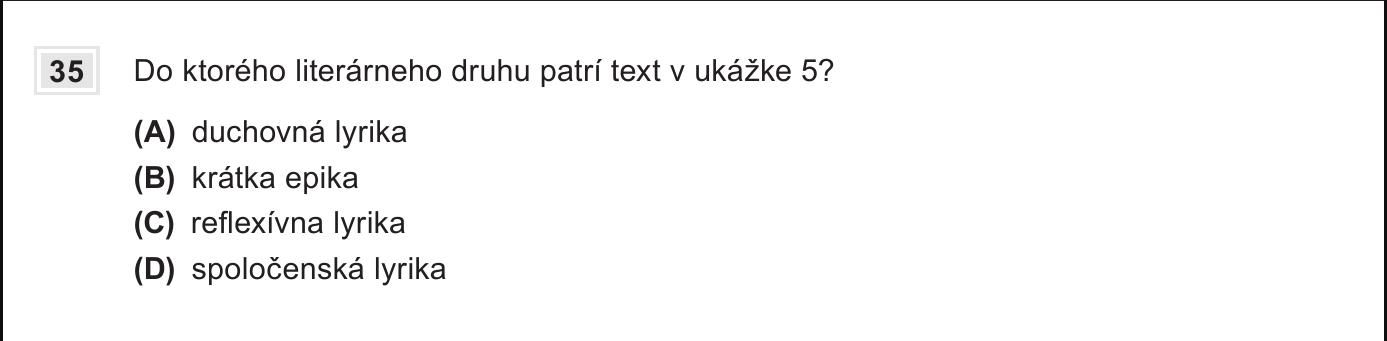 35 Do ktorého literárneho druhu patrí text v ukážke 5?
(A) duchovná lyrika
(B) krátka epika
(C) reflexívna lyrika
(D) spoločenská lyrika